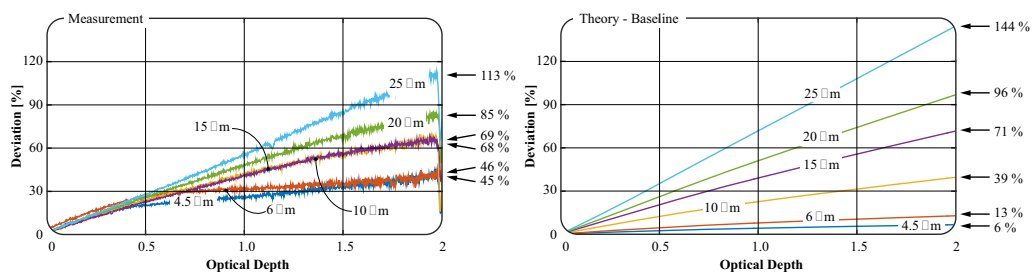 Measurement
Deviation [%]
120
90
60
30
0
0
0.5
1.0
1.5
2
Optical Depth
25 □m
20 □m
15 □m
10 □m
6 □m
4.5 □m
113 %
85 %
69 %
68 %
46 %
45 %
Theory - Baseline
Deviation [%]
120
90
60
30
0
0
0.5
1.0
1.5
2
Optical Depth
25 □m
20 □m
15 □m
10 □m
6 □m
4.5 □m
144 %
96 %
71 %
39 %
13 %
6 %